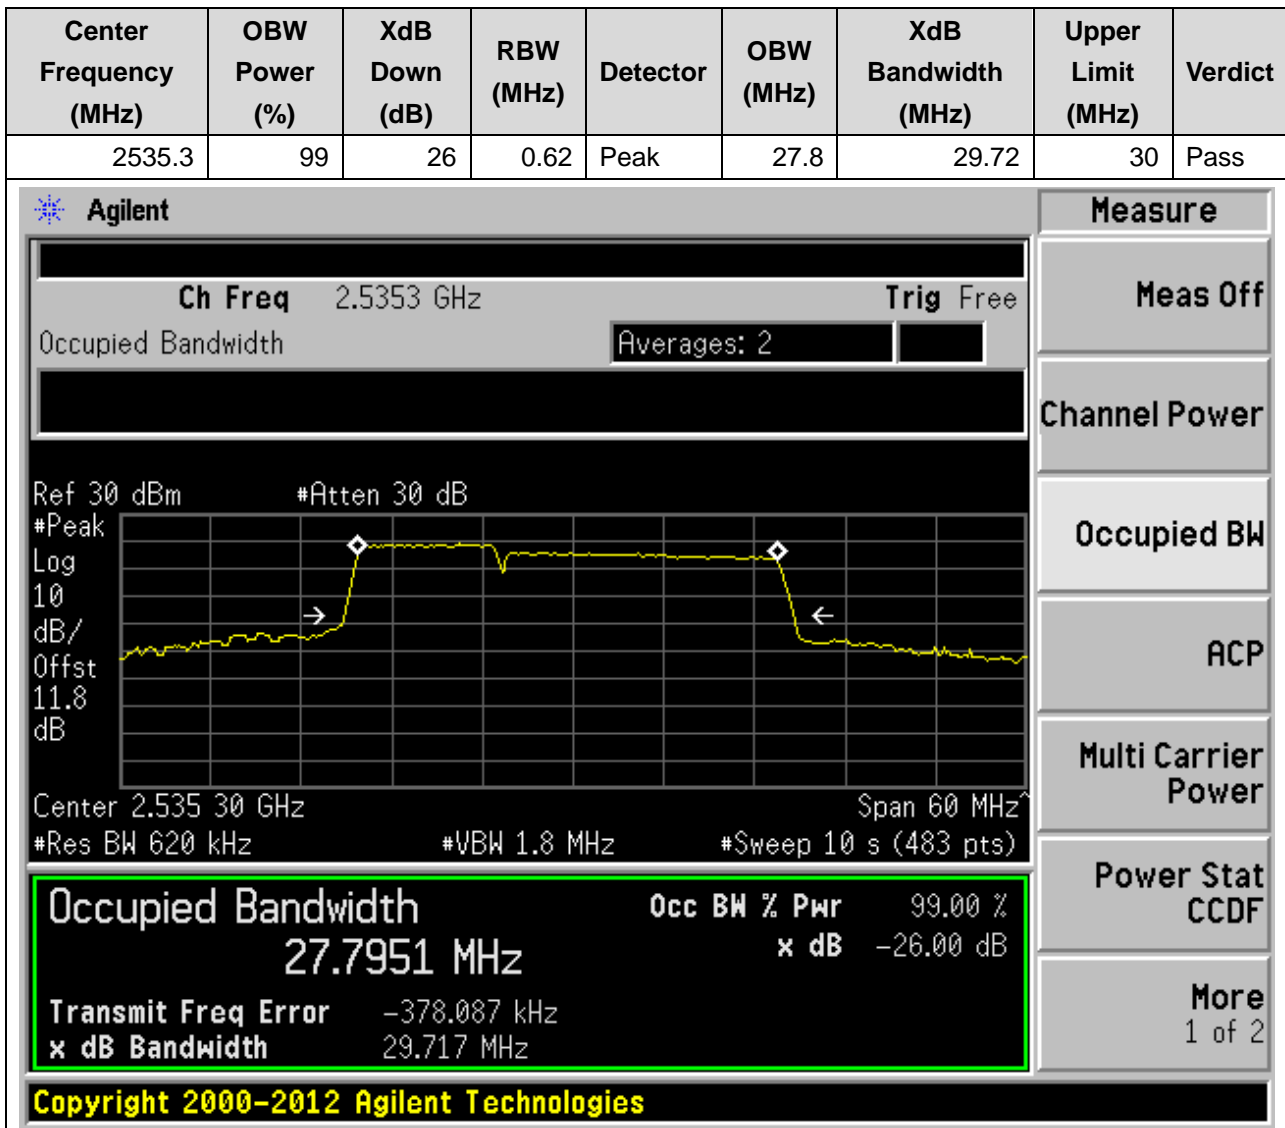 Center Frequency (MHz) OBW Power (%) XdB Down (dB) RBW (MHz) Detector OBW (MHz) XdB Bandwidth (MHz) Upper Limit (MHz) Verdict
2535.3 99 26 0.62 Peak 27.8 29.72 30 Pass
Agilent
Measure
Ch Freq 2.5353 GHz Trig Free
Meas Off
Occupied Bandwidth Averages: 2
Channel Power
Ref 30 dBm #Atten 30 dB
#Peak
Log
10
dB/
Offst
11.8
dB
Occupied BW
ACP
Multi Carrier
Power
Center 2.535 30 GHz Span 60 MHz^
#Res BW 620 kHz #VBW 1.8 MHz #Sweep 10 s (483 pts)
Power Stat
CCDF
Occupied Bandwidth Occ BW % Pwr 99.00 %
27.7951 MHz x dB -26.00 dB
Transmit Freq Error -378.087 kHz
x dB Bandwidth 29.717 MHz
More
1 of 2
Copyright 2000-2012 Agilent Technologies